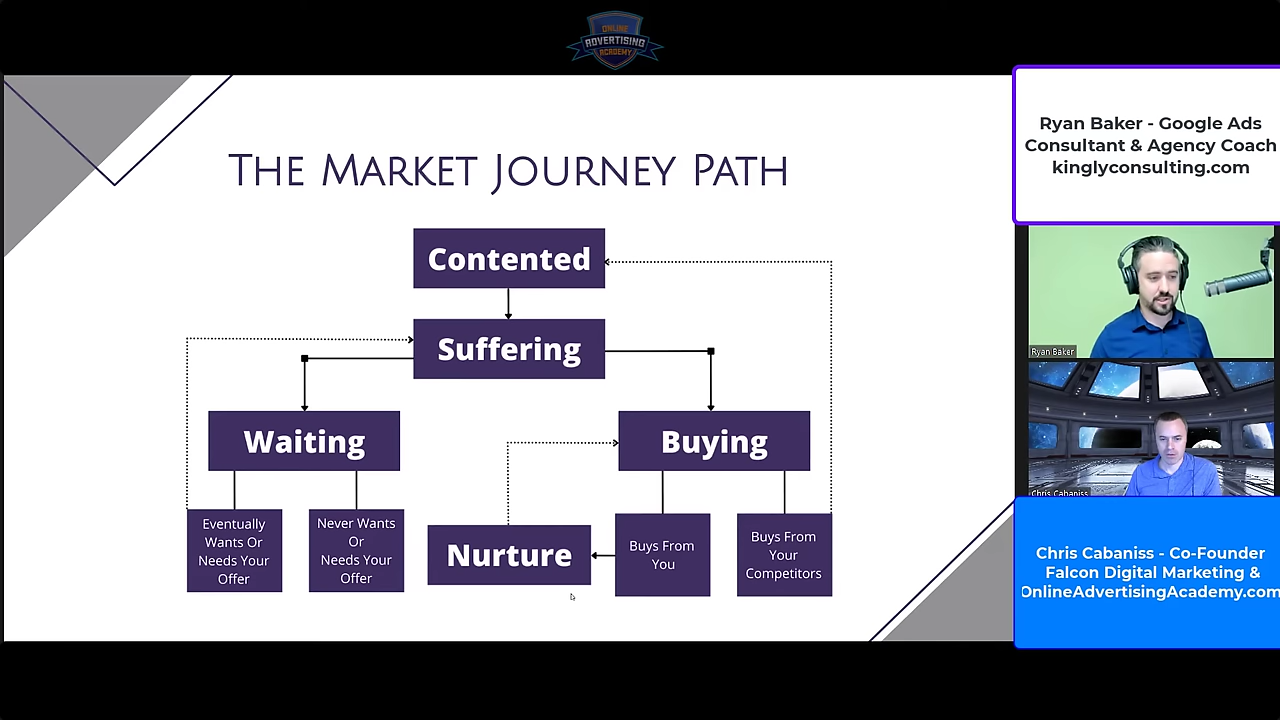 ONLINE
ADVERTISING
ACADEMY
The Market Journey Path
Contented
Suffering
Waiting
Buying
Eventually
Wants Or
Needs Your
Offer
Never Wants
Or
Needs Your
Offer
Nurture
Buys From
You
Buys From
Your
Competitors
Ryan Baker - Google Ads
Consultant & Agency Coach
kinglyconsulting.com
Ryan Baker
Chris Cabaniss
Chris Cabaniss - Co-Founder
Falcon Digital Marketing &
OnlineAdvertisingAcademy.com